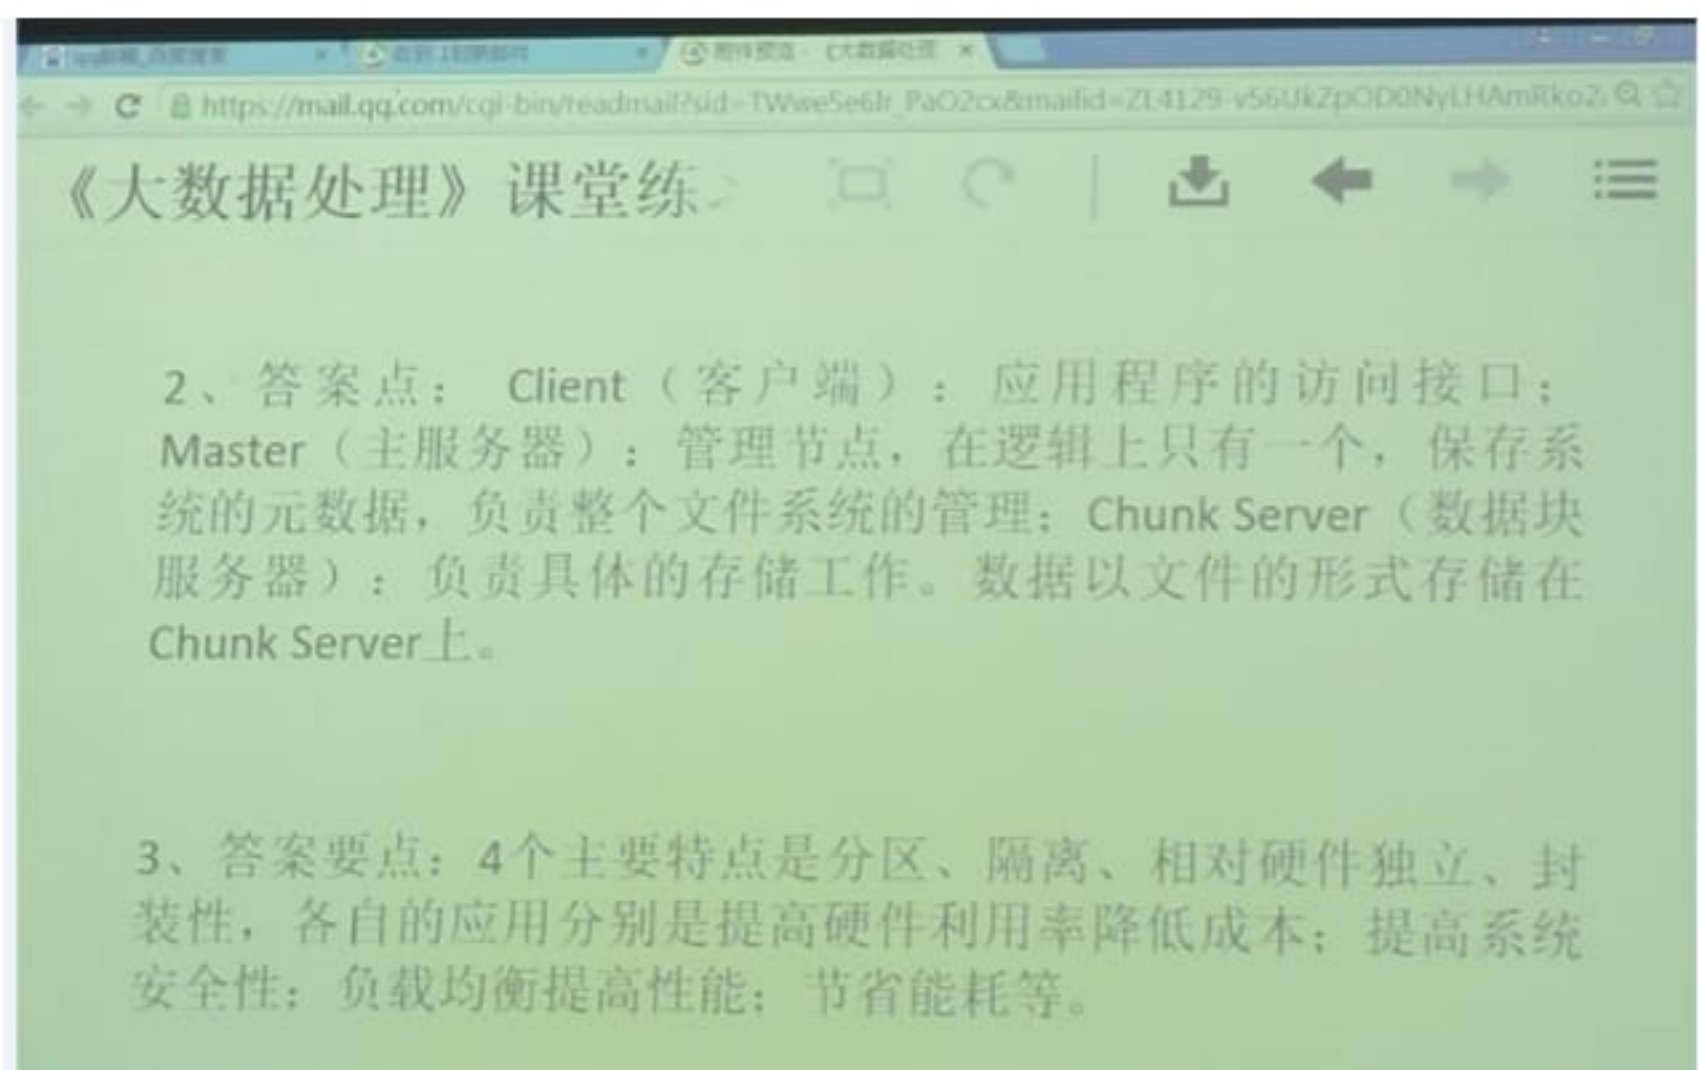 https://mail.qq.com/cgi-bin/readmail?sid=
《大数据处理》课堂练
2、答案点： Client（客户端）：应用程序的访问接口；
Master（主服务器）：管理节点，在逻辑上只有一个，保存系
统的元数据，负责整个文件系统的管理；Chunk Server（数据块
服务器）：负责具体的存储工作。数据以文件的形式存储在
Chunk Server上。
3、答案要点：4个主要特点是分区、隔离、相对硬件独立、封
装性，各自的应用分别是提高硬件利用率降低成本；提高系统
安全性；负载均衡提高性能；节省能耗等。